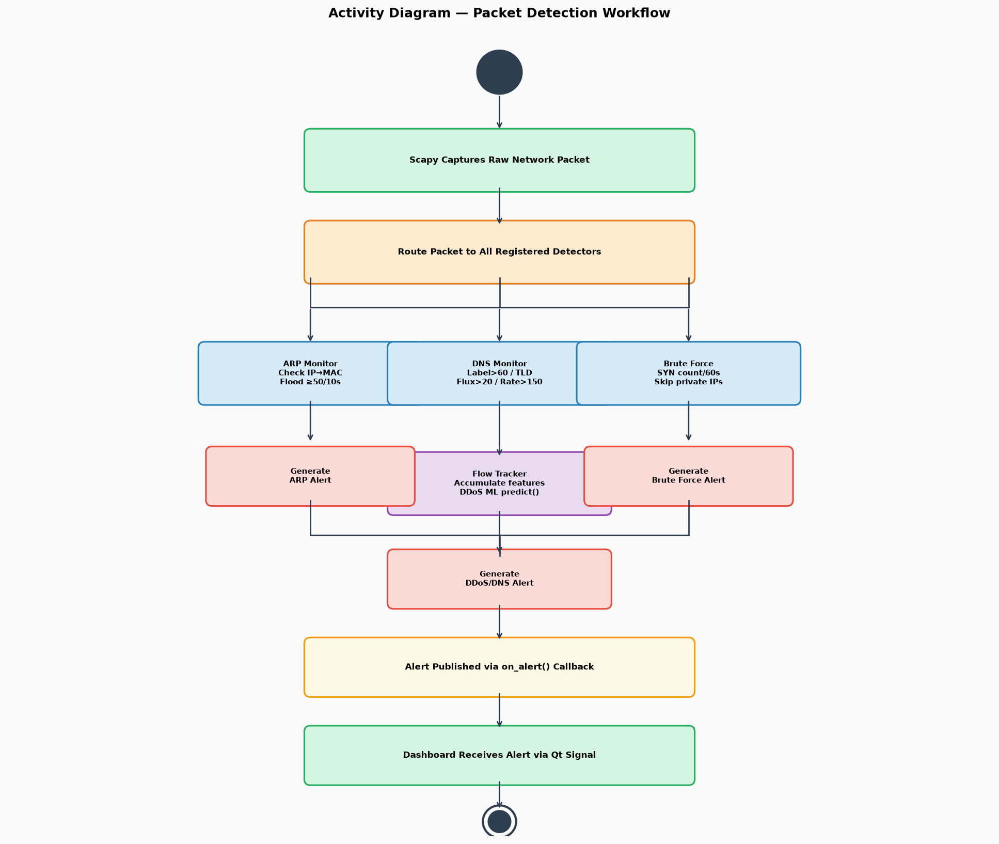 Activity Diagram — Packet Detection Workflow
Scapy Captures Raw Network Packet
Route Packet to All Registered Detectors
ARP Monitor
Check IP→MAC
Flood ≥50/10s
DNS Monitor
Label>60 / TLD
Flux>20 / Rate>150
Brute Force
SYN count/60s
Skip private IPs
Generate
ARP Alert
Flow Tracker
Accumulate features
DDoS ML predict()
Generate
Brute Force Alert
Generate
DDoS/DNS Alert
Alert Published via on_alert() Callback
Dashboard Receives Alert via Qt Signal